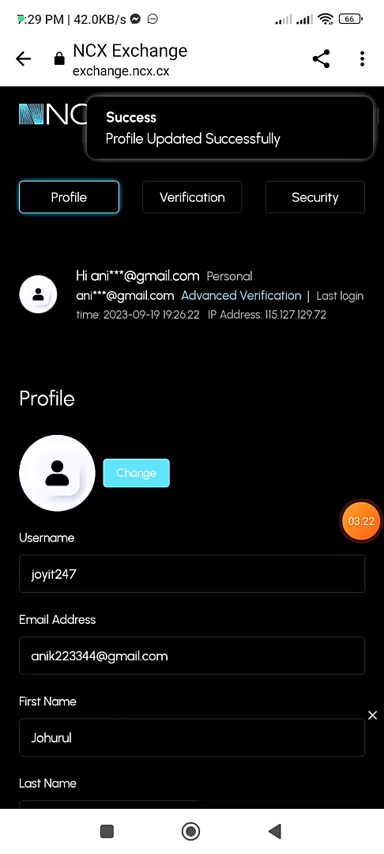 7:29 PM | 42.0KB/s
66
NCX Exchange
exchange.ncx.cx
NC
Success
Profile Updated Successfully
Profile
Verification
Security
Hi ani***@gmail.com Personal
ani***@gmail.com Advanced Verification | Last login
time: 2023-09-19 19:26:22 IP Address: 115.127.129.72
Profile
Change
03:22
Username
joyit247
Email Address
anik223344@gmail.com
First Name
Johurul
Last Name